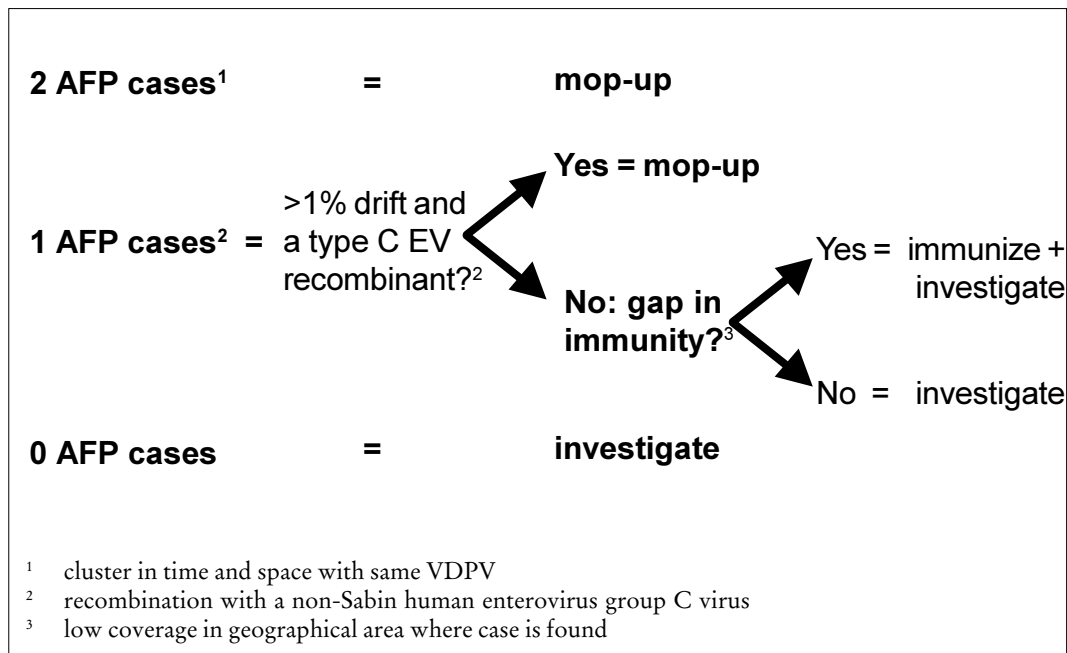 2 AFP cases¹ = mop-up
Yes = mop-up
>1% drift and
1 AFP cases² = a type C EV
recombinant?²
Yes = immunize +
investigate
No: gap in
immunity?³
No = investigate
0 AFP cases = investigate
¹ cluster in time and space with same VDPV
² recombination with a non-Sabin human enterovirus group C virus
³ low coverage in geographical area where case is found